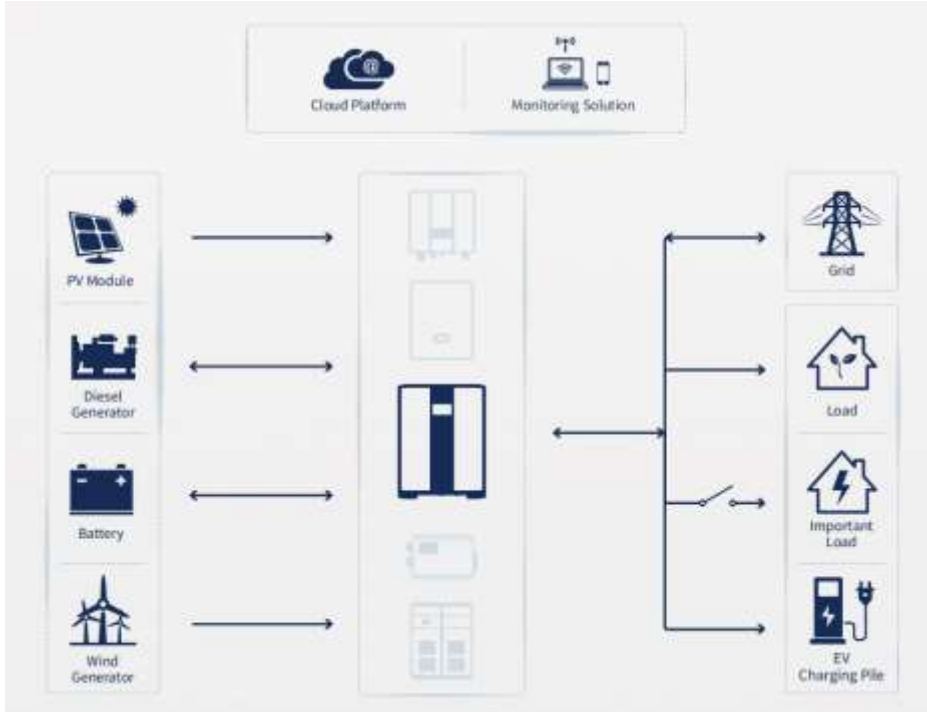 @
Cloud Platform
Monitoring Solution
PV Module
Diesel
Generator
Battery
Wind
Generator
Grid
Load
Important
Load
EV
Charging Pile